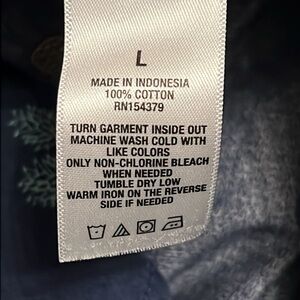 L
MADE IN INDONESIA
100% COTTON
RN154379
TURN GARMENT INSIDE OUT
MACHINE WASH COLD WITH
LIKE COLORS
ONLY NON-CHLORINE BLEACH
WHEN NEEDED
TUMBLE DRY LOW
WARM IRON ON THE REVERSE
SIDE IF NEEDED